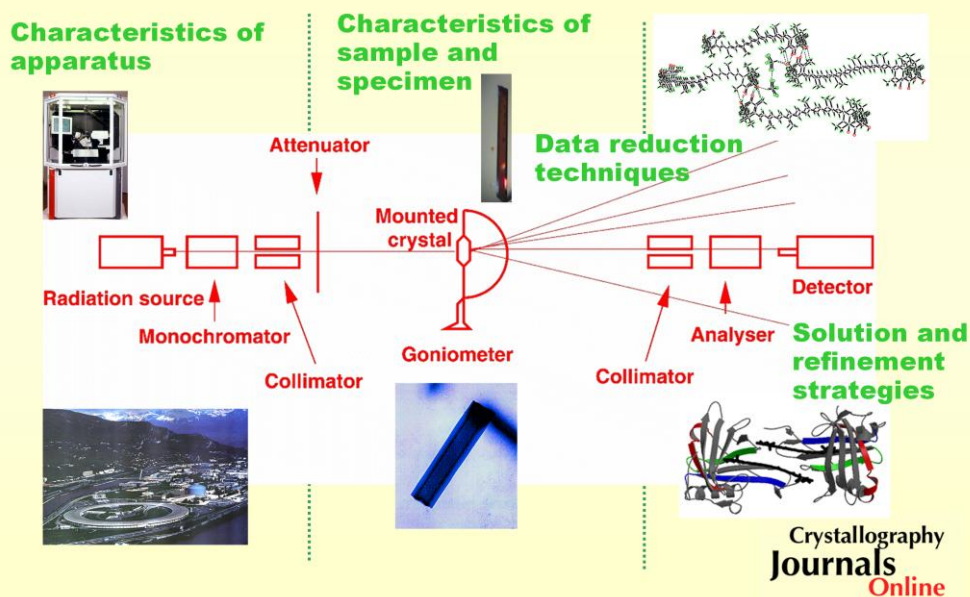 Characteristics of
apparatus
Characteristics of
sample and
specimen
Data reduction
techniques
Attenuator
Mounted
crystal
Radiation source
Monochromator
Collimator
Goniometer
Collimator
Analyser
Detector
Solution and
refinement
strategies
Crystallography
Journals
Online